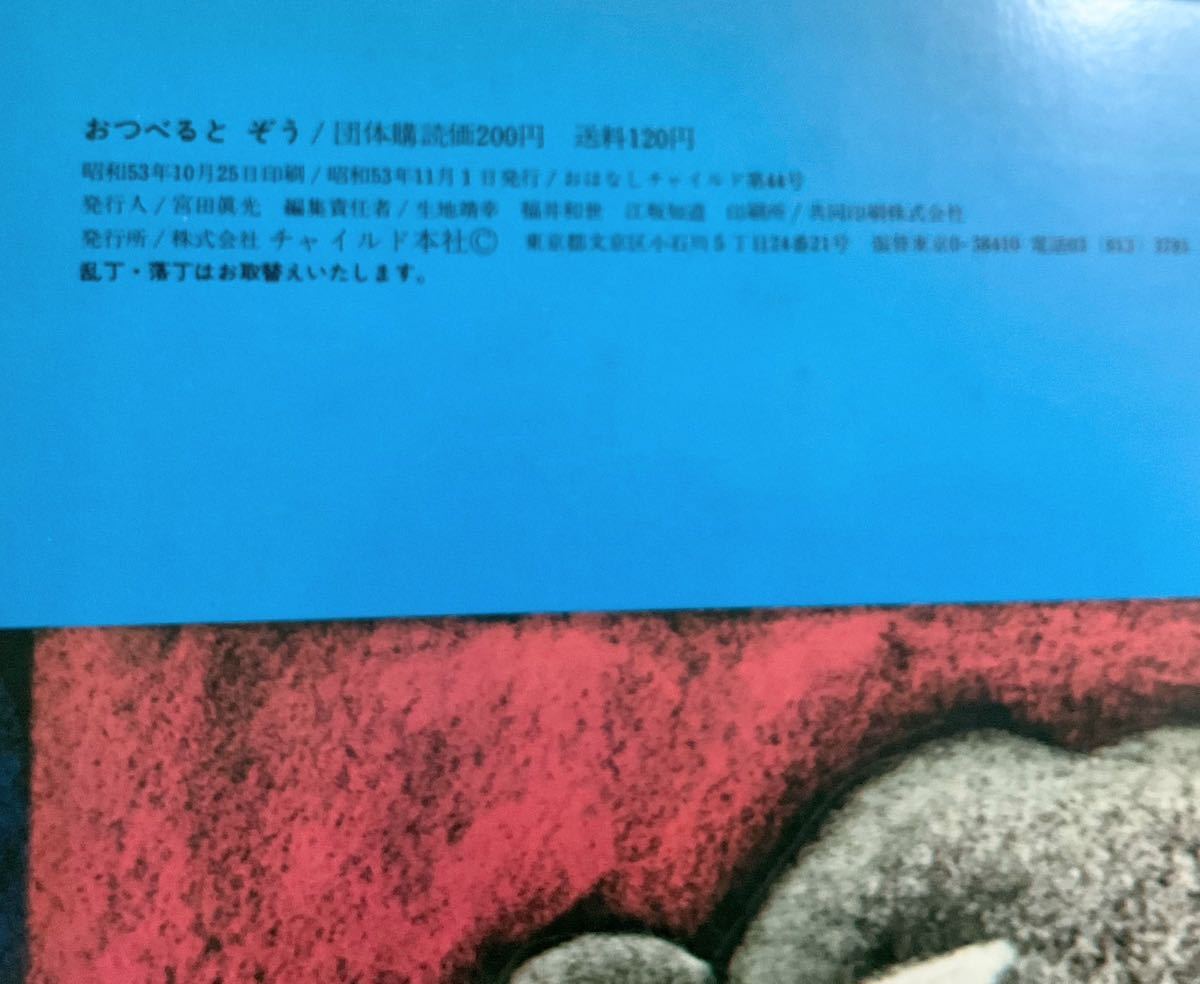 おつべると ぞう/団体購読価200円 送料120円
昭和53年10月25日印刷/昭和53年11月1日発行/おはなしチャイルド第44号
発行人/宮田眞光 編集責任者/生地靖幸 福井和世 江坂知道 印刷所/共同印刷株式会社
発行所/株式会社 チャイルド本社© 東京都文京区小石川5丁目24番21号 振替東京0-38410 電話03(813)3785
乱丁・落丁はお取替えいたします。